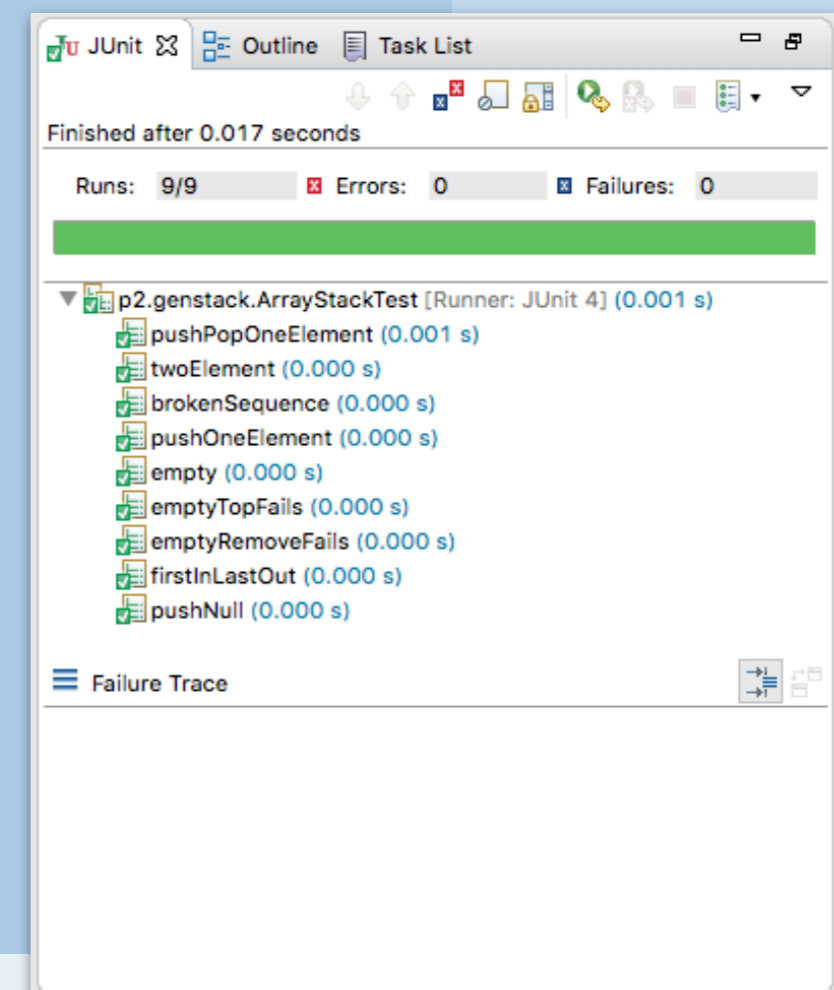 JUnit Outline Task List
Finished after 0.017 seconds
Runs: 9/9 Errors: 0 Failures: 0
p2.genstack.ArrayStackTest [Runner: JUnit 4] (0.001 s)
pushPopOneElement (0.001 s)
twoElement (0.000 s)
brokenSequence (0.000 s)
pushOneElement (0.000 s)
empty (0.000 s)
emptyTopFails (0.000 s)
emptyRemoveFails (0.000 s)
firstInLastOut (0.000 s)
pushNull (0.000 s)
Failure Trace